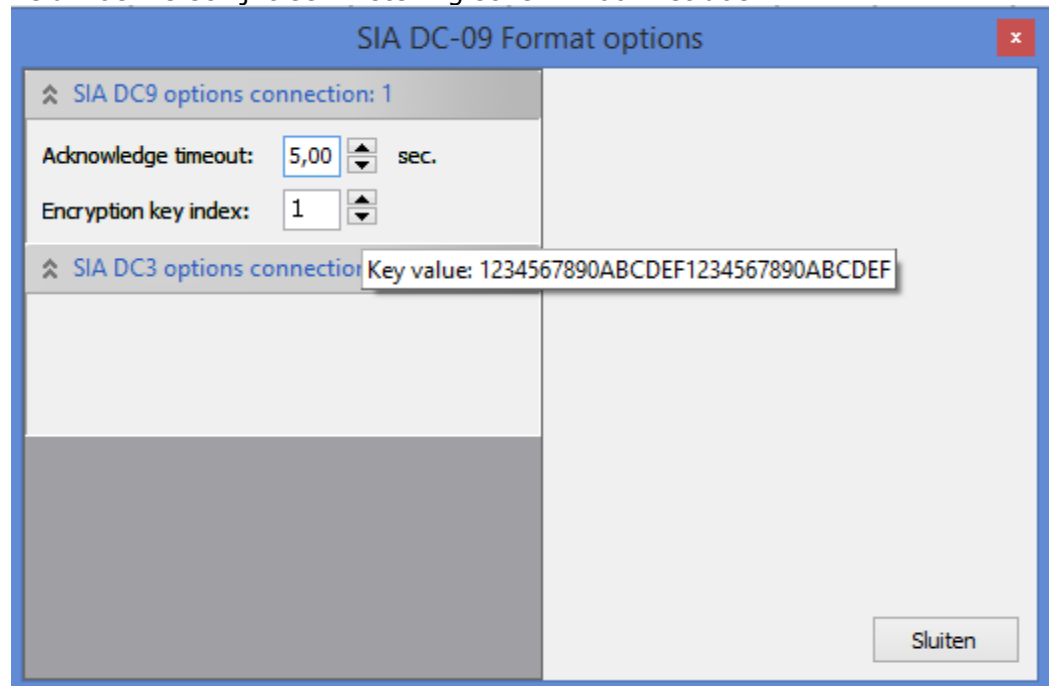 SIA DC-09 Format options
x
SIA DC9 options connection: 1
Acknowledge timeout: 5,00 sec.
Encryption key index: 1
SIA DC3 options connection
Key value: 1234567890ABCDEF1234567890ABCDEF
Sluiten